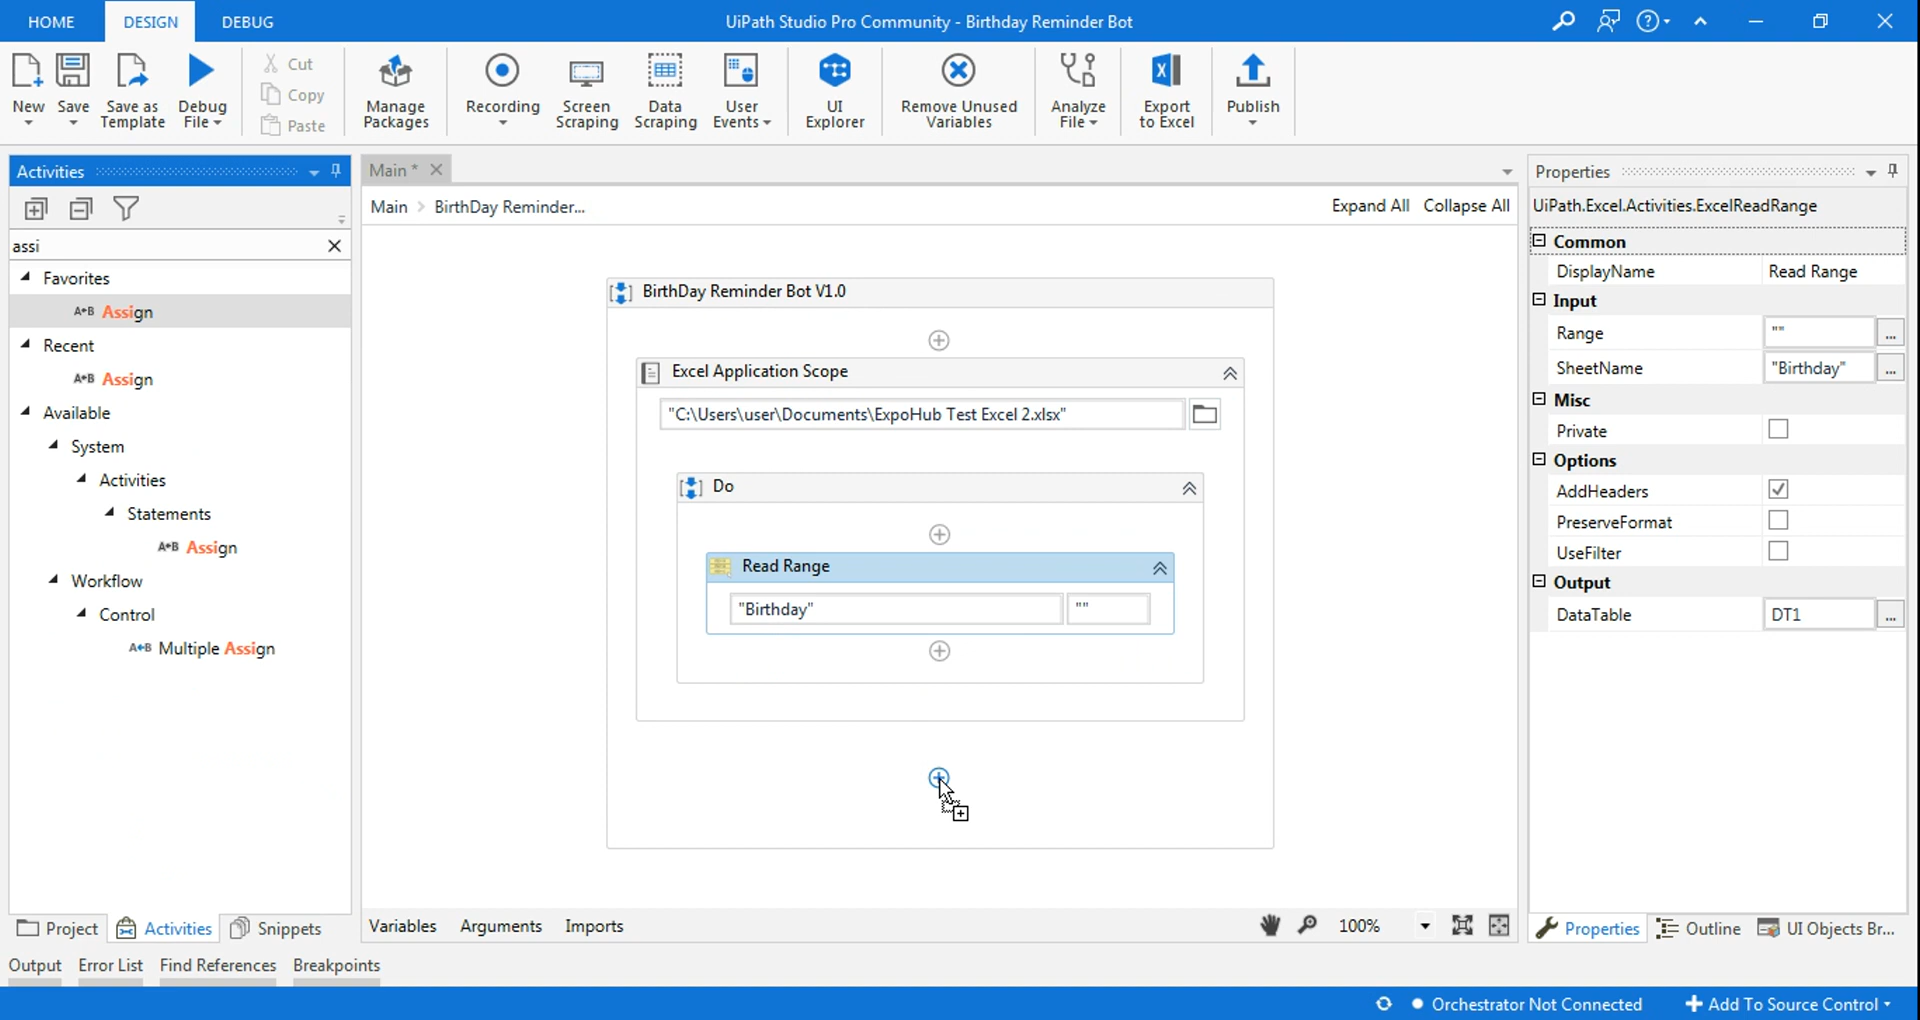 HOME DESIGN DEBUG UiPath Studio Pro Community - Birthday Reminder Bot
New Save Save as Template Debug File Cut Copy Paste Manage Packages Recording Screen Scraping Data Scraping User Events UI Explorer Remove Unused Variables Analyze File Export to Excel Publish
Activities
assi
Favorites
A+B Assign
Recent
A+B Assign
Available
System
Activities
Statements
A+B Assign
Workflow
Control
A+B Multiple Assign
Project Activities Snippets
Main *
Main > BirthDay Reminder... Expand All Collapse All
BirthDay Reminder Bot V1.0
Excel Application Scope
"C:\Users\user\Documents\ExpoHub Test Excel 2.xlsx"
Do
Read Range
"Birthday" ""
Variables Arguments Imports 100%
Properties
UiPath.Excel.Activities.ExcelReadRange
Common
DisplayName Read Range
Input
Range "" ...
SheetName "Birthday" ...
Misc
Private
Options
AddHeaders
PreserveFormat
UseFilter
Output
DataTable DT1 ...
Properties Outline UI Objects Br...
Output Error List Find References Breakpoints
Orchestrator Not Connected Add To Source Control